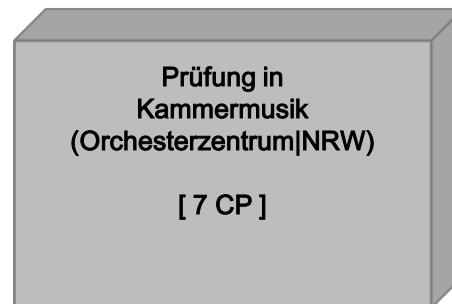 Prüfung in
Kammermusik
(Orchesterzentrum|NRW)
[ 7 CP ]